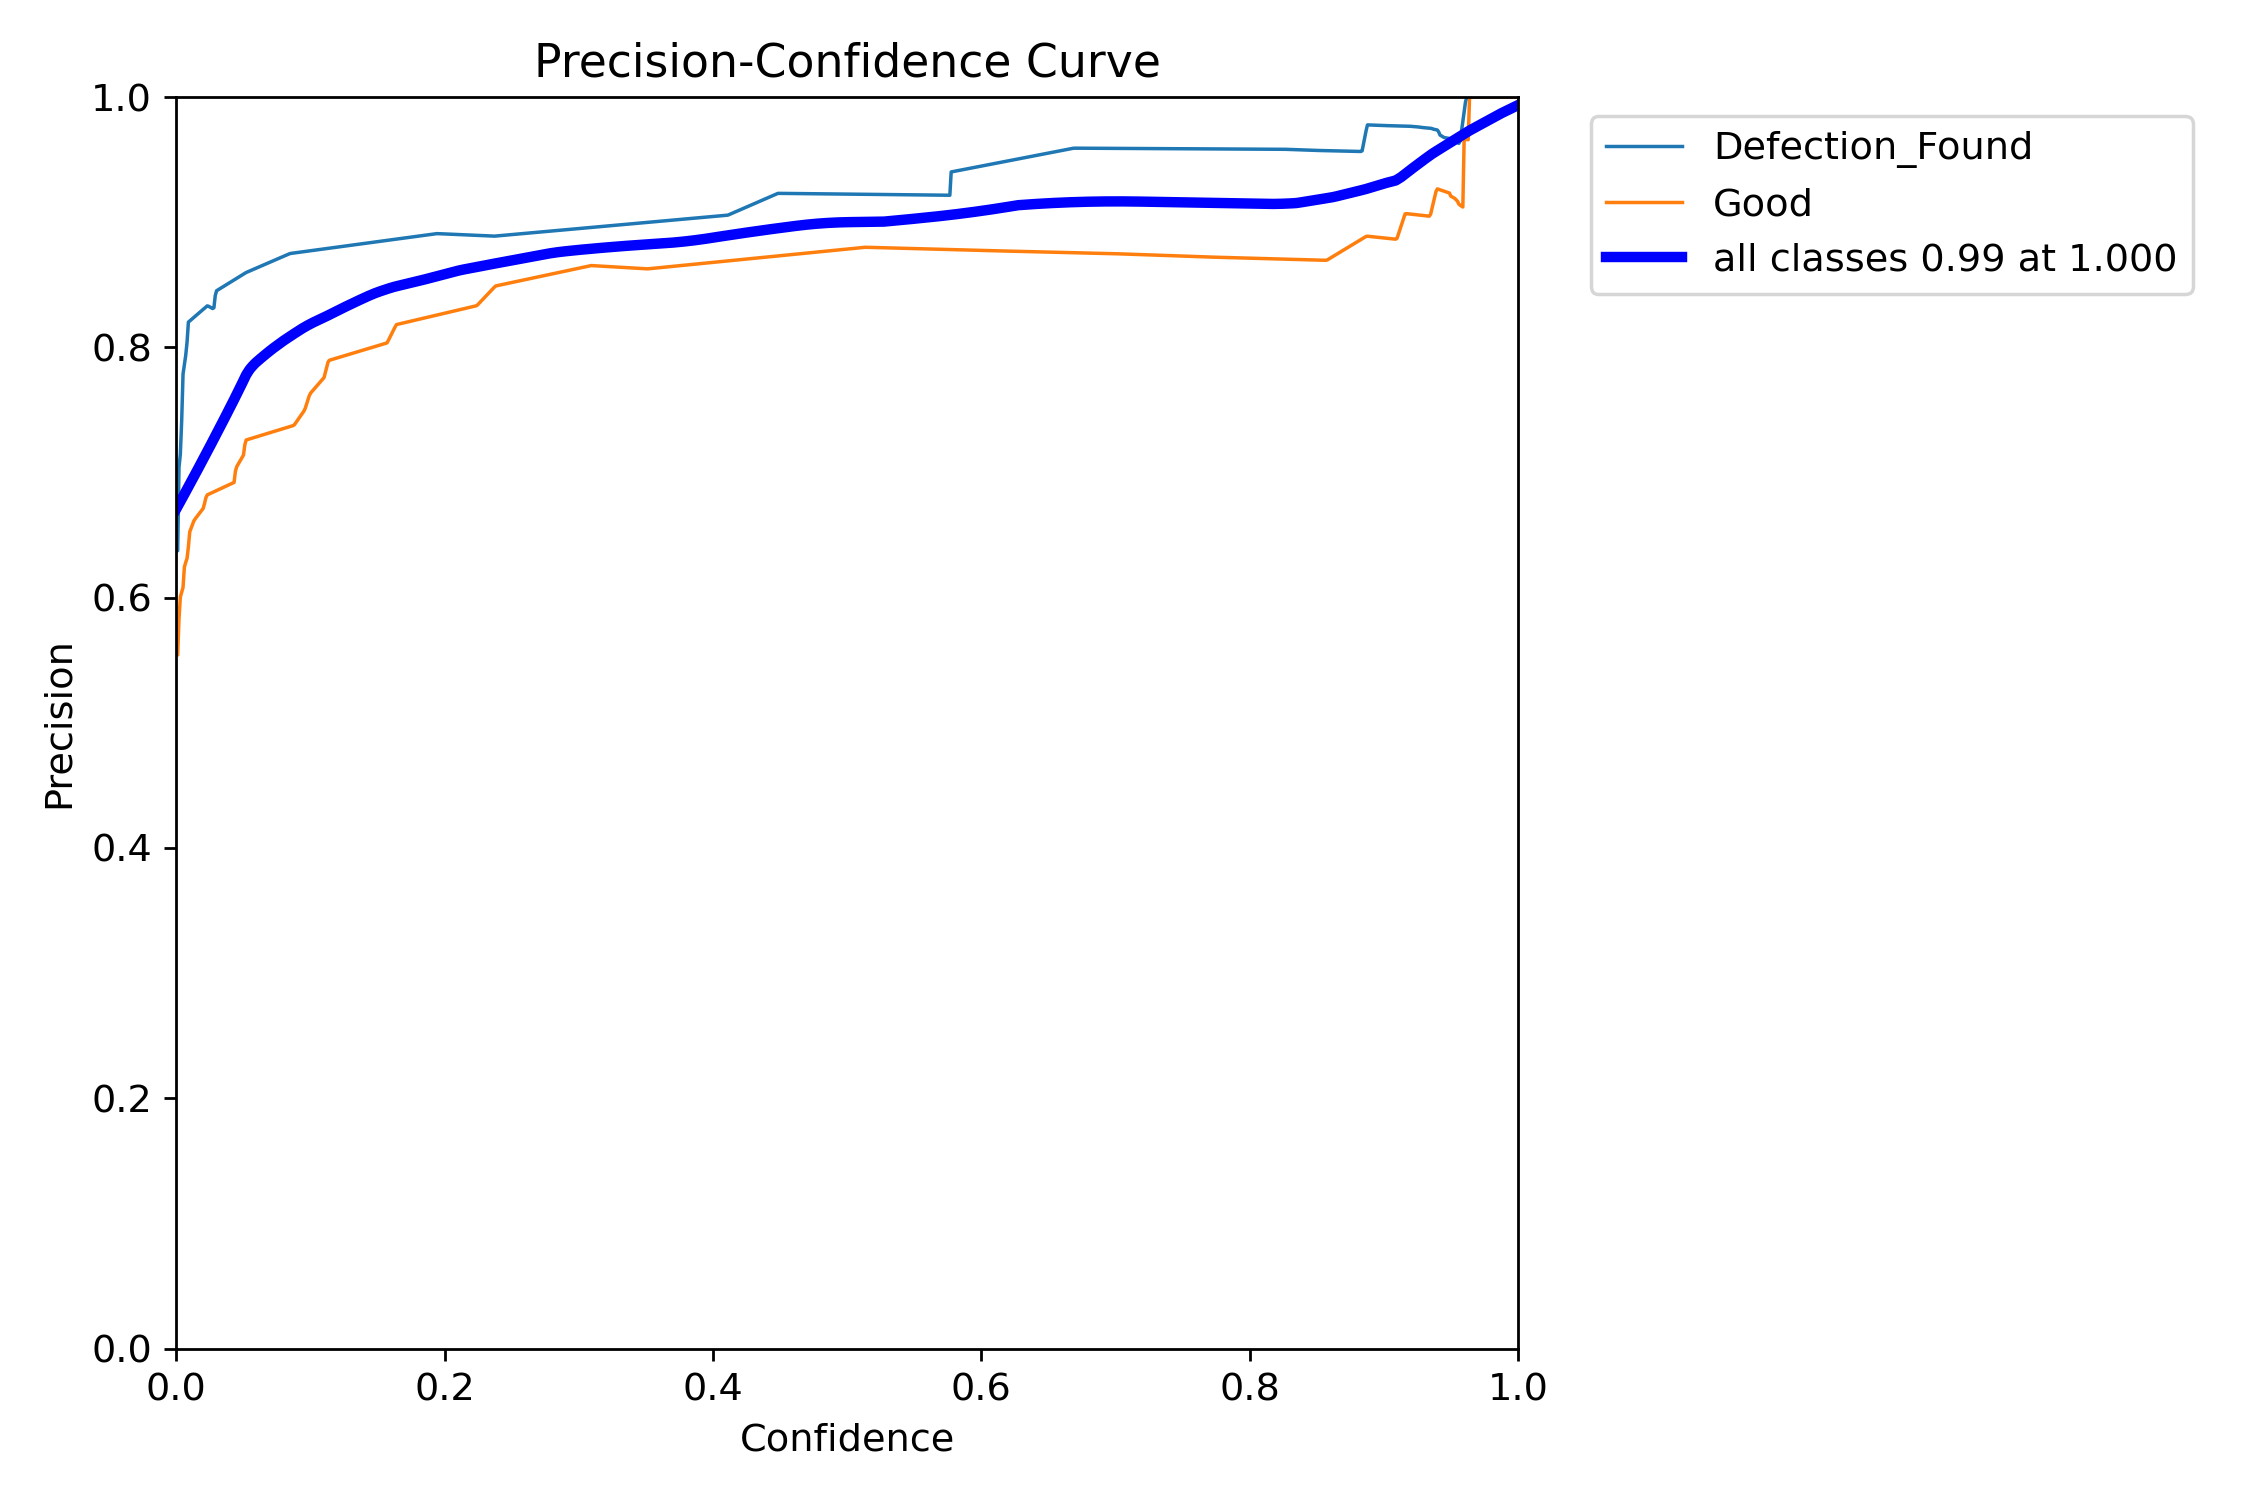 Precision-Confidence Curve
1.0
0.8
0.6
0.4
0.2
0.0
Precision
0.0 0.2 0.4 0.6 0.8 1.0
Confidence
Defection_Found
Good
all classes 0.99 at 1.000